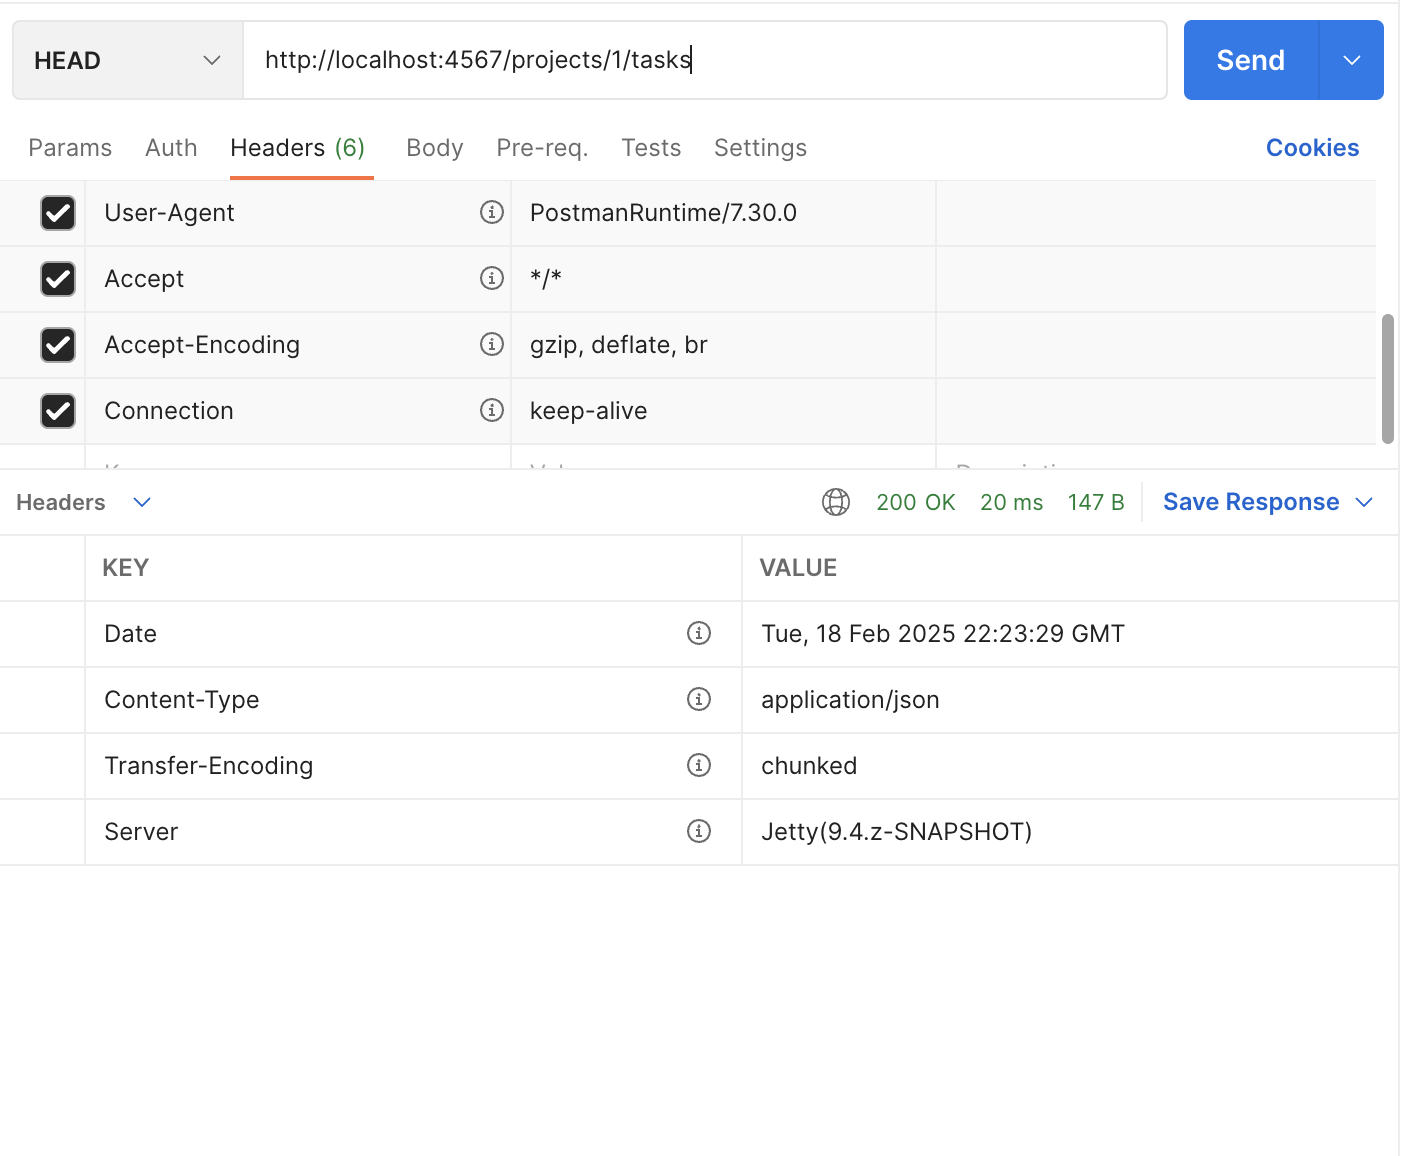 HEAD http://localhost:4567/projects/1/tasks Send
Params Auth Headers (6) Body Pre-req. Tests Settings Cookies
User-Agent PostmanRuntime/7.30.0
Accept */*
Accept-Encoding gzip, deflate, br
Connection keep-alive
Headers 200 OK 20 ms 147 B Save Response
KEY VALUE
Date Tue, 18 Feb 2025 22:23:29 GMT
Content-Type application/json
Transfer-Encoding chunked
Server Jetty(9.4.z-SNAPSHOT)